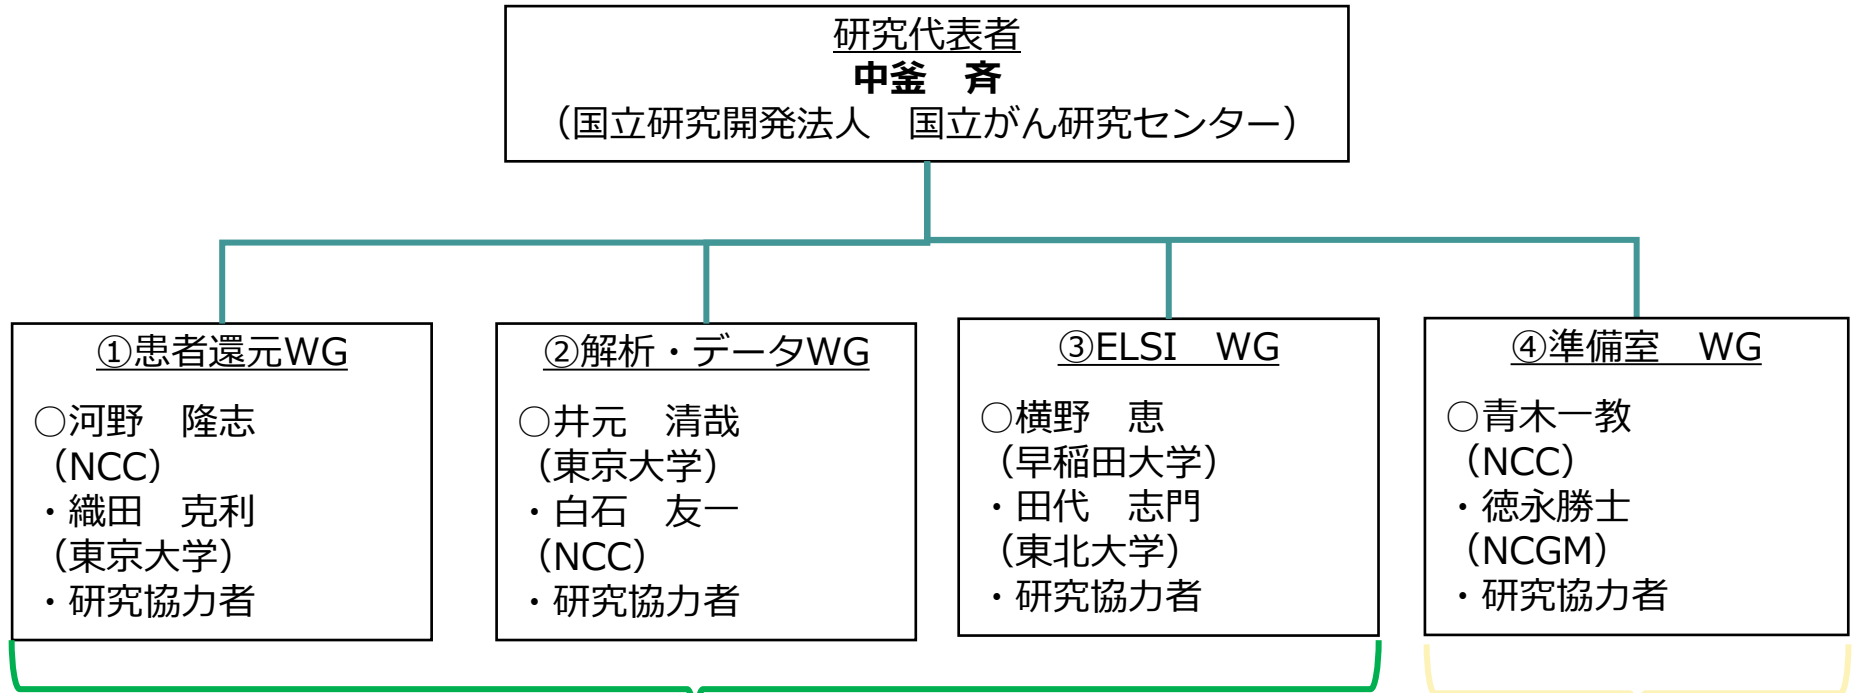 研究代表者
中釜　斉
（国立研究開発法人　国立がん研究センター）
①患者還元WG
○河野　隆志
（NCC）
・織田　克利
（東京大学）
・研究協力者
②解析・データWG
○井元　清哉
（東京大学）
・白石　友一
（NCC）
・研究協力者
③ELSI　WG
○横野　恵
（早稲田大学）
・田代　志門
（東北大学）
・研究協力者
④準備室　WG
○青木一教
（NCC）
・徳永勝士
（NCGM）
・研究協力者